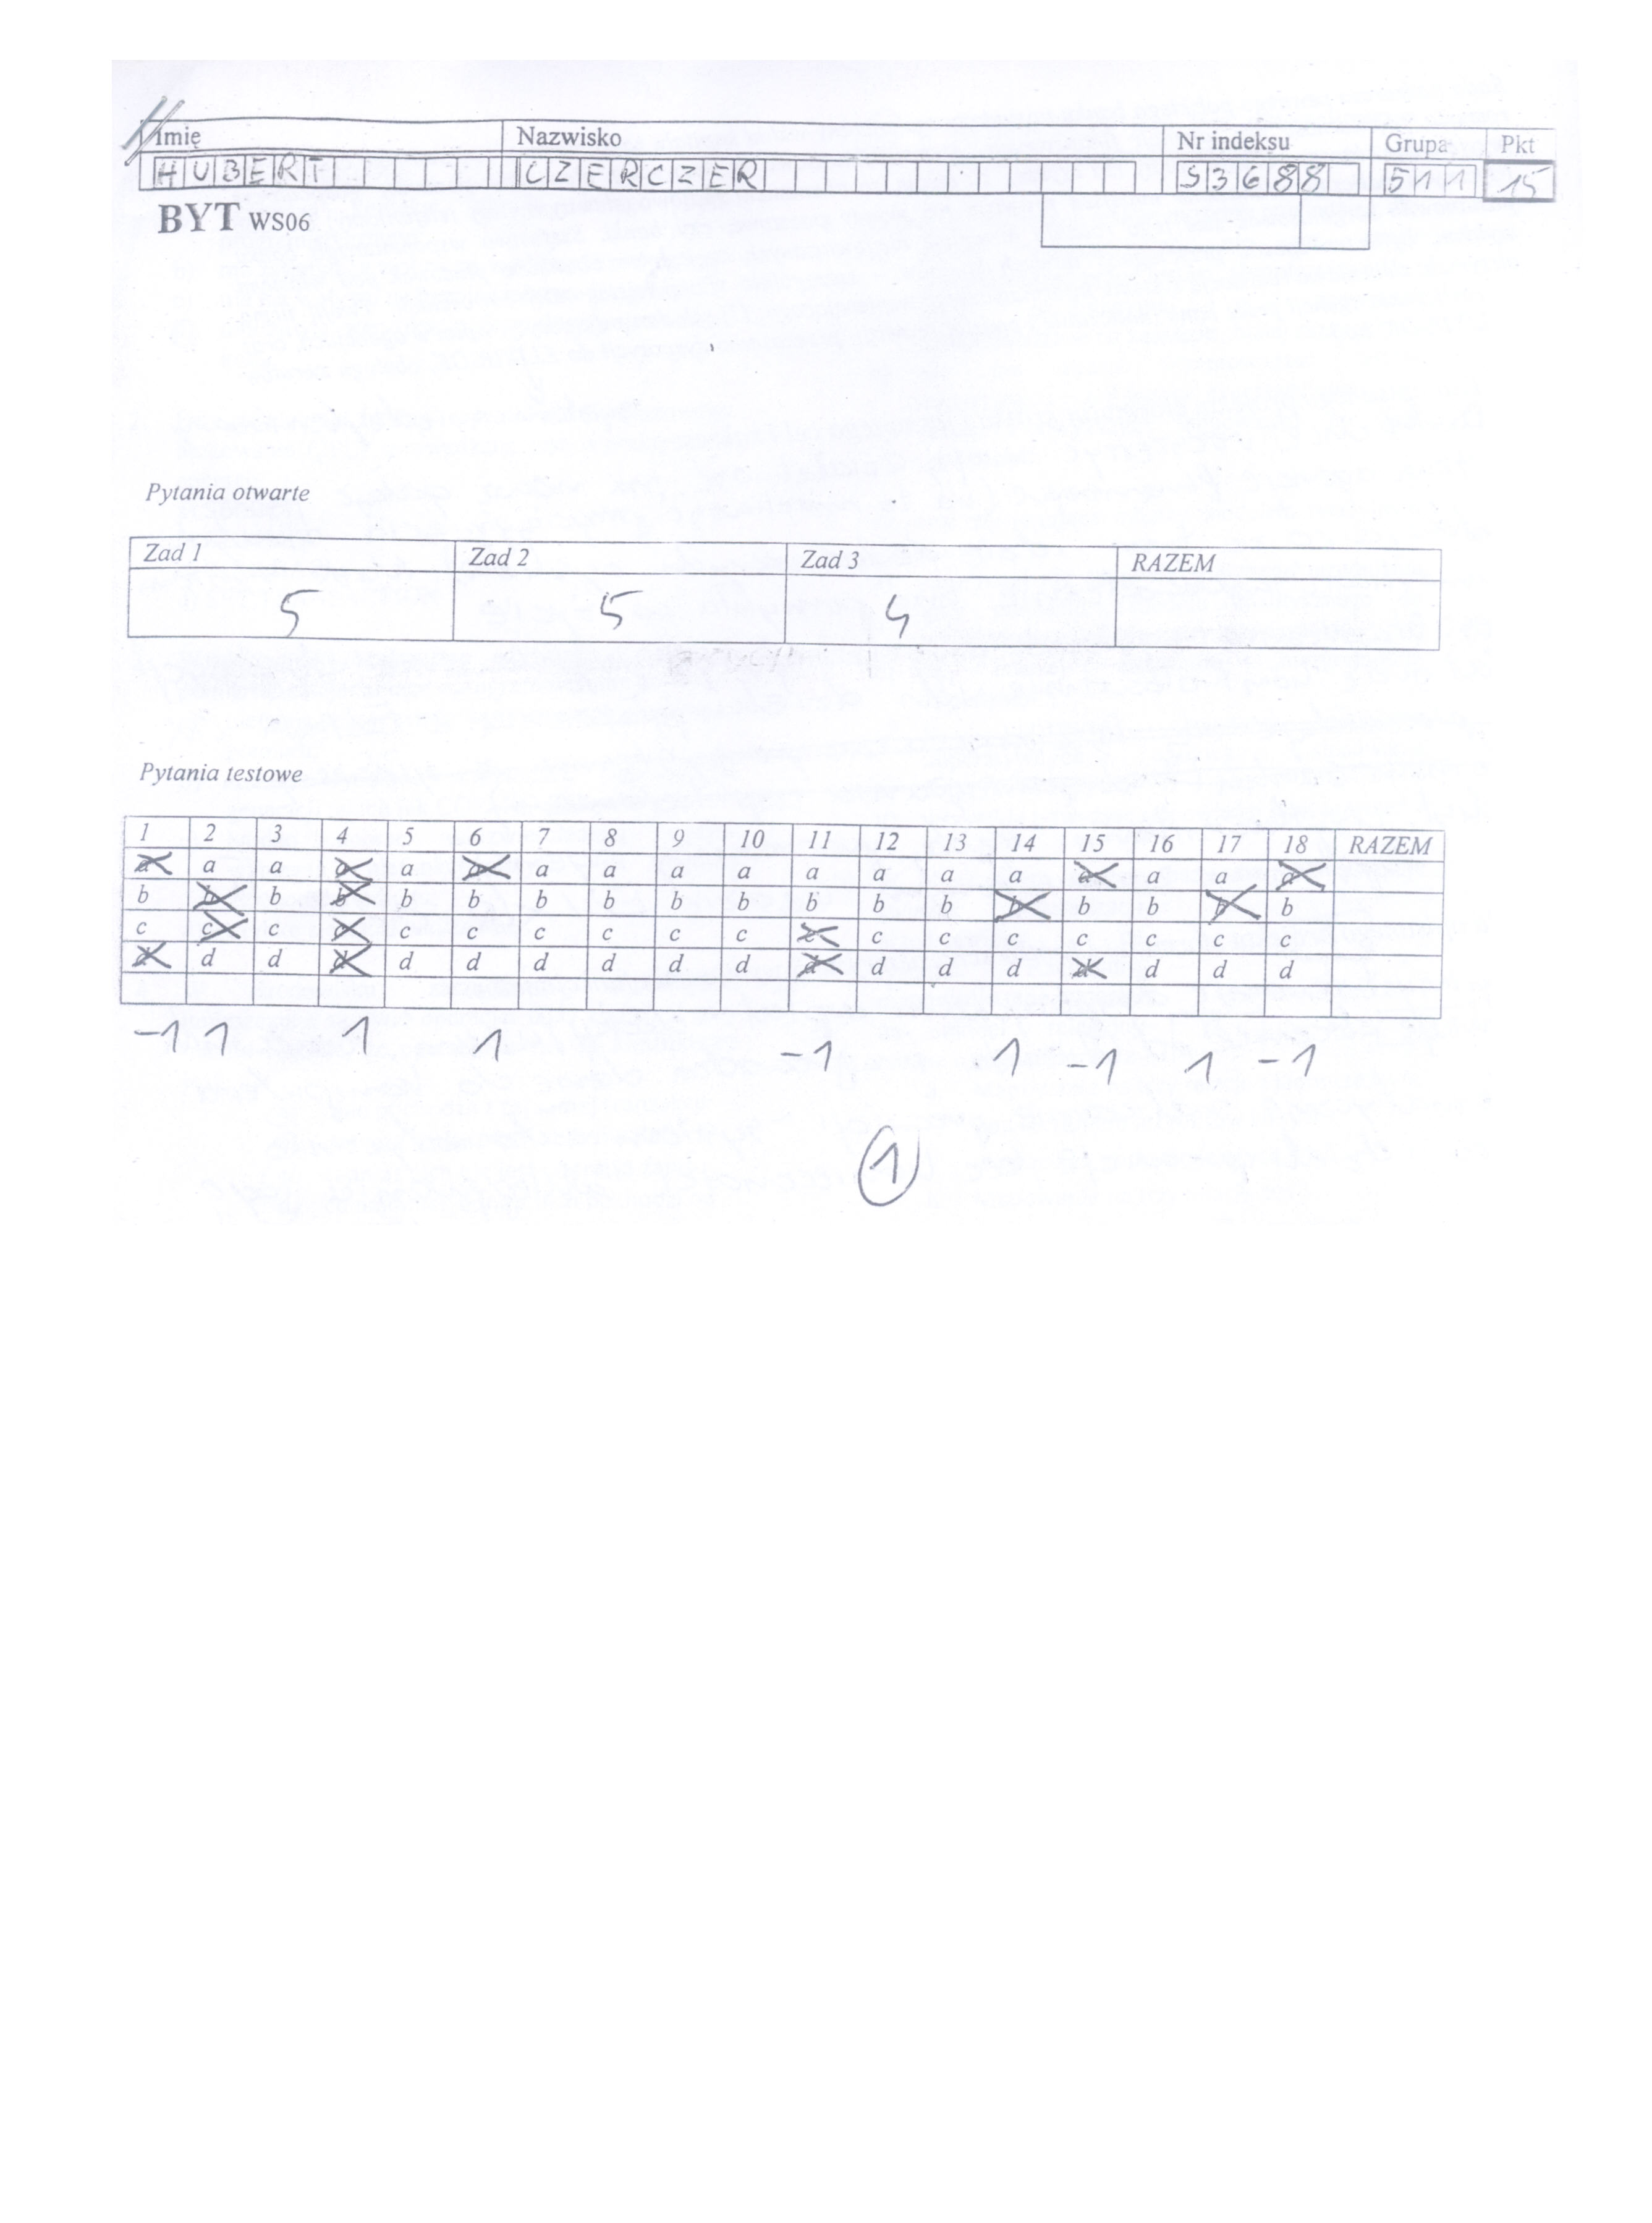 Imię Nazwisko Nr indeksu Grupa Pkt
HUBERT CZERCZER S3688 511 15
BYT WS06
Pytania otwarte
Zad 1 Zad 2 Zad 3 RAZEM
5 5 4
Pytania testowe
1 2 3 4 5 6 7 8 9 10 11 12 13 14 15 16 17 18 RAZEM
a a a a a a a a a a a a a a a a a a
b b b b b b b b b b b b b b b b b b
c c c c c c c c c c c c c c c c c c
d d d d d d d d d d d d d d d d d d
-1 1 1 1 -1 1 -1 1 -1
1